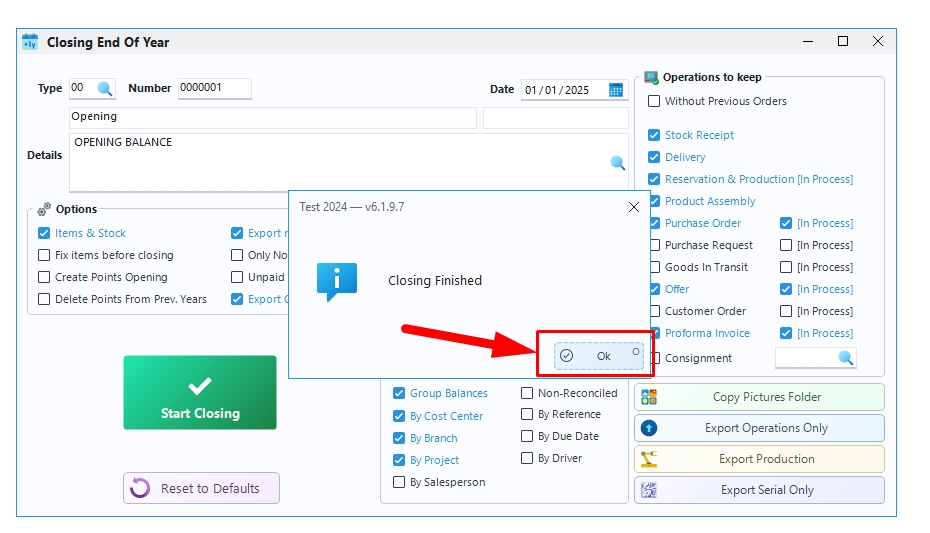 +1y
Closing End Of Year
Type 00 Number 0000001 Date 01/01/2025
Opening
Details OPENING BALANCE
Options
Items & Stock
Fix items before closing
Create Points Opening
Delete Points From Prev. Years
Export
Only No
Unpaid
Export
Start Closing
Reset to Defaults
Test 2024 — v6.1.9.7
Closing Finished
Ok O
Group Balances
By Cost Center
By Branch
By Project
By Salesperson
Non-Reconciled
By Reference
By Due Date
By Driver
Operations to keep
Without Previous Orders
Stock Receipt
Delivery
Reservation & Production [In Process]
Product Assembly
Purchase Order [In Process]
Purchase Request [In Process]
Goods In Transit [In Process]
Offer [In Process]
Customer Order [In Process]
Proforma Invoice [In Process]
Consignment
Copy Pictures Folder
Export Operations Only
Export Production
Export Serial Only